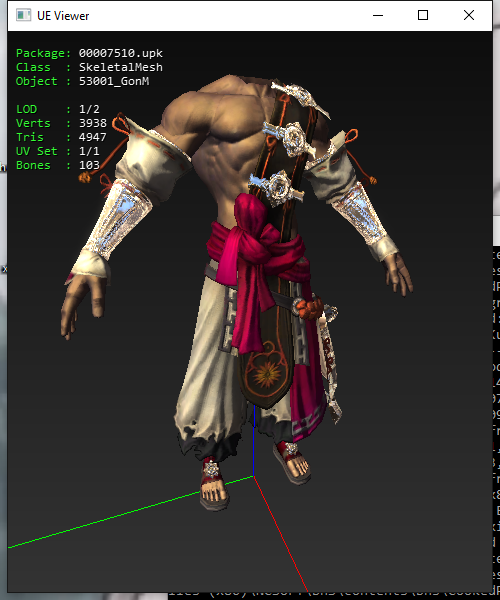 UE Viewer
Package: 00007510.upk
Class : SkeletalMesh
Object : 53001_GonM
LOD : 1/2
Verts : 3938
Tris : 4947
UV Set : 1/1
Bones : 103